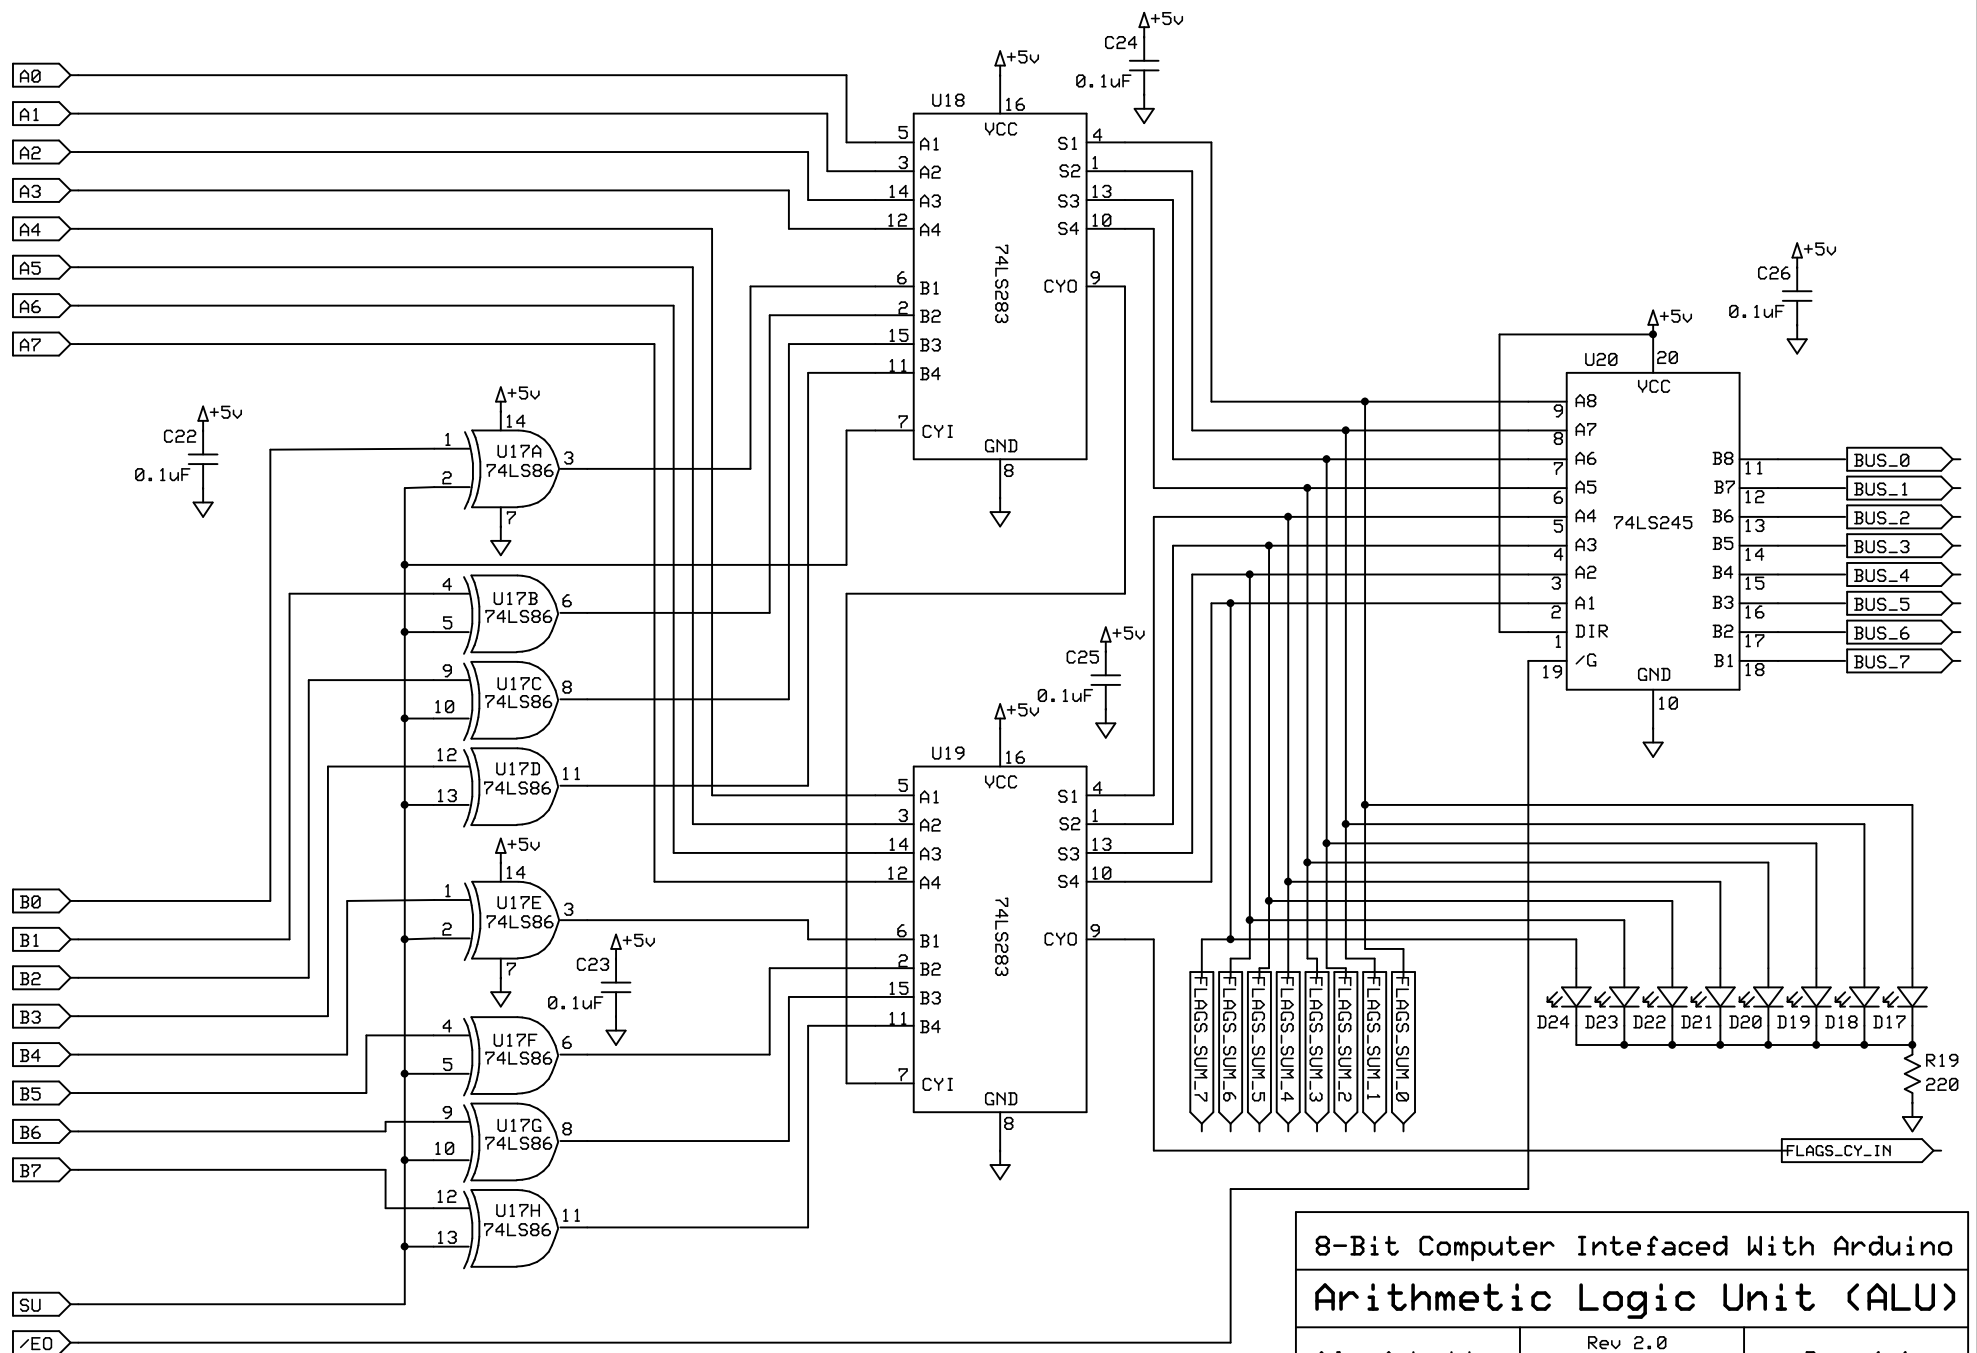 A0
A1
A2
A3
A4
A5
A6
A7
B0
B1
B2
B3
B4
B5
B6
B7
SU
/EO
+5v
C22
0.1uF
+5v
14
1
2
U17A
74LS86
3
7
4
5
U17B
74LS86
6
9
10
U17C
74LS86
8
12
13
U17D
74LS86
11
+5v
14
1
2
U17E
74LS86
3
7
+5v
C23
0.1uF
4
5
U17F
74LS86
6
9
10
U17G
74LS86
8
12
13
U17H
74LS86
11
+5v
C24
0.1uF
+5v
U18
16
VCC
5 A1
3 A2
14 A3
12 A4
6 B1
2 B2
15 B3
11 B4
7 CYI
S1 4
S2 1
S3 13
S4 10
CYO 9
74LS283
GND
8
+5v
C25
0.1uF
+5v
U19
16
VCC
5 A1
3 A2
14 A3
12 A4
6 B1
2 B2
15 B3
11 B4
7 CYI
S1 4
S2 1
S3 13
S4 10
CYO 9
74LS283
GND
8
+5v
C26
0.1uF
+5v
U20
20
VCC
A8 9
A7 8
A6 7
A5 6
A4 5
A3 4
A2 3
A1 2
DIR 1
/G 19
74LS245
B8 11
B7 12
B6 13
B5 14
B4 15
B3 16
B2 17
B1 18
GND
10
BUS_0
BUS_1
BUS_2
BUS_3
BUS_4
BUS_5
BUS_6
BUS_7
FLAGS_SUM_7
FLAGS_SUM_6
FLAGS_SUM_5
FLAGS_SUM_4
FLAGS_SUM_3
FLAGS_SUM_2
FLAGS_SUM_1
FLAGS_SUM_0
D24 D23 D22 D21 D20 D19 D18 D17
R19
220
FLAGS_CY_IN
8-Bit Computer Intefaced With Arduino
Arithmetic Logic Unit (ALU)
Rev 2.0